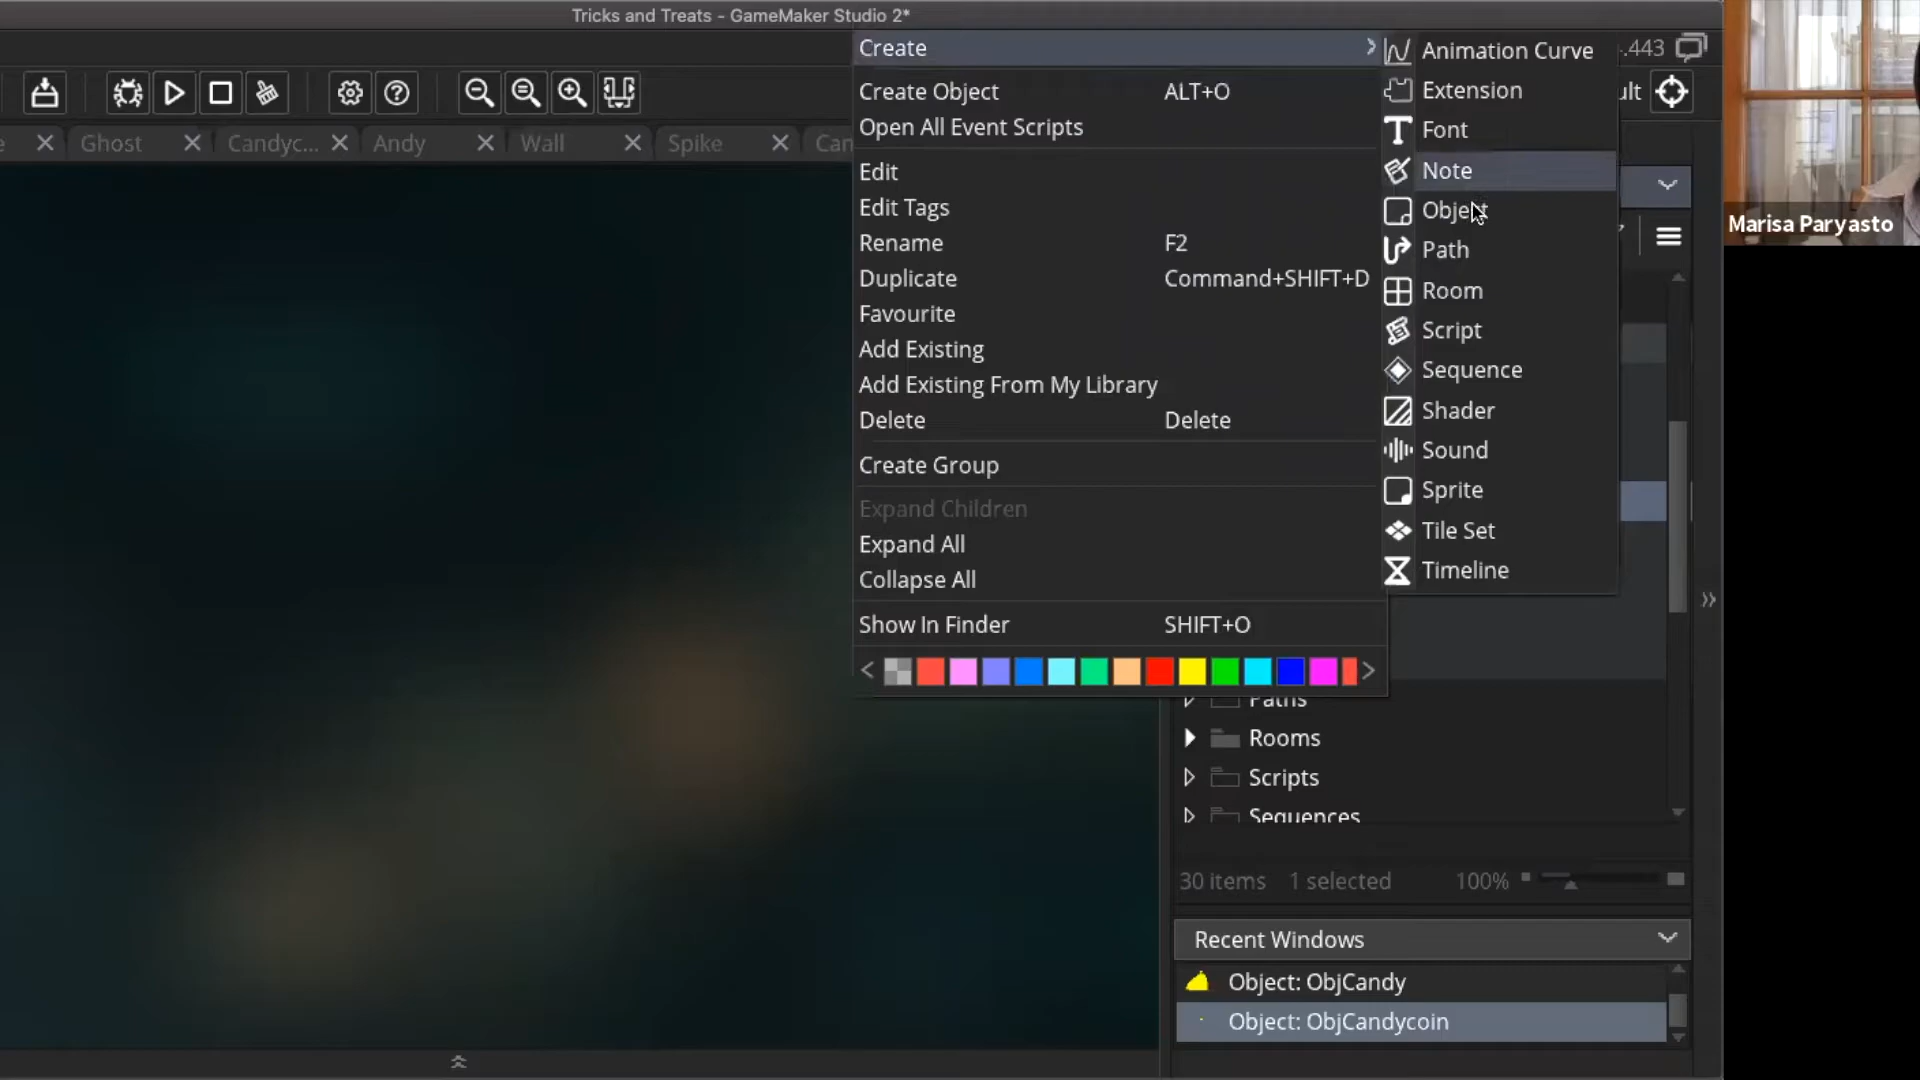 Tricks and Treats - GameMaker Studio 2*
.443
ult
Ghost
Candyc...
Andy
Wall
Spike
Can
Create
Create Object ALT+O
Open All Event Scripts
Edit
Edit Tags
Rename F2
Duplicate Command+SHIFT+D
Favourite
Add Existing
Add Existing From My Library
Delete Delete
Create Group
Expand Children
Expand All
Collapse All
Show In Finder SHIFT+O
Animation Curve
Extension
Font
Note
Object
Path
Room
Script
Sequence
Shader
Sound
Sprite
Tile Set
Timeline
Marisa Paryasto
Paths
Rooms
Scripts
Sequences
30 items 1 selected 100%
Recent Windows
Object: ObjCandy
Object: ObjCandycoin